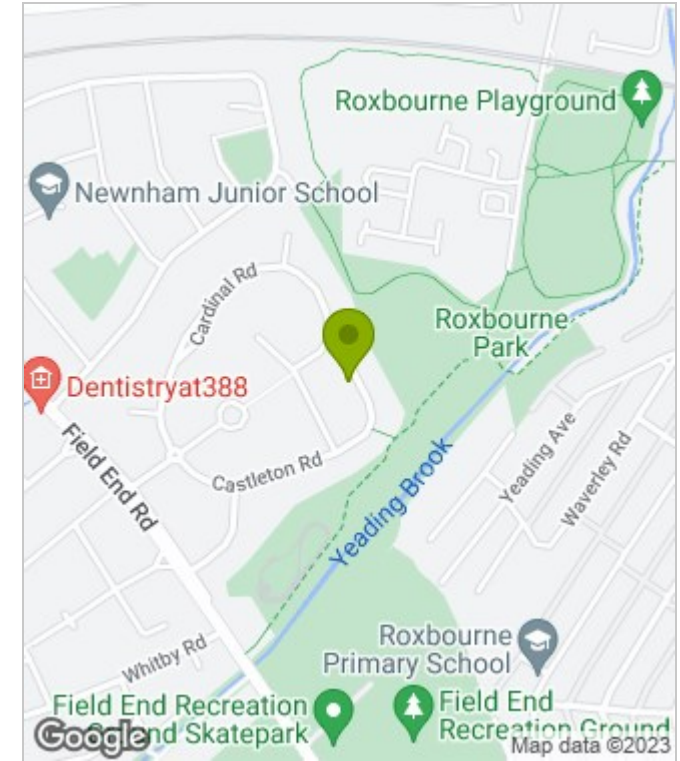 Roxbourne Playground
Newnham Junior School
Cardinal Rd
Roxbourne
Park
Dentistryat388
Field End Rd
Castleton Rd
Yeading Brook
Yeading Ave
Waverley Rd
Whitby Rd
Roxbourne
Primary School
Field End Recreation
Ground Skatepark
Field End
Recreation Ground
Google
Map data ©2023